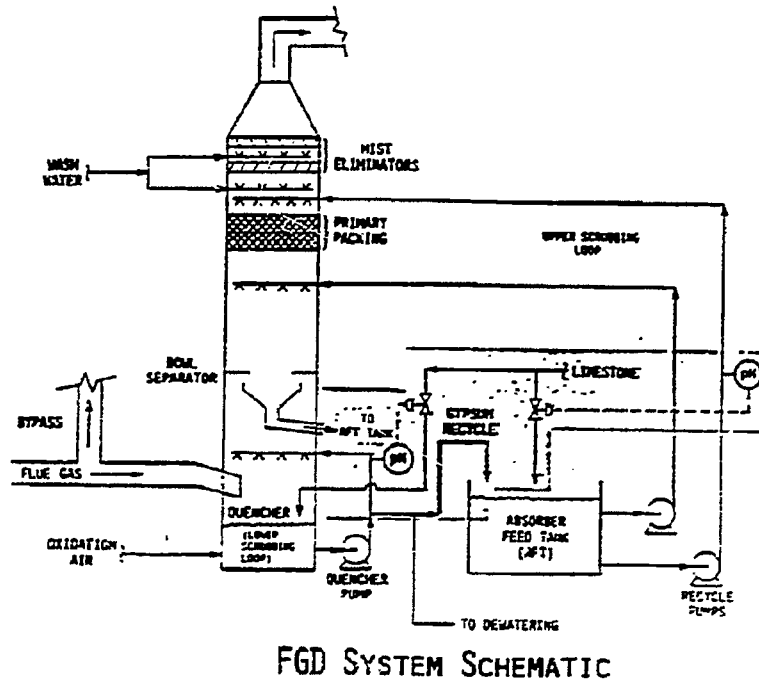 MIST
ELIMINATORS
WASH
WATER
PRIMARY
PACKING
UPPER SCRUBBING
LOOP
BOWL
SEPARATOR
LIMESTONE
pH
BYPASS
TO
AFT TANK
GYPSUM
RECYCLE
pH
FLUE GAS
QUENCHER
(LOWER
SCRUBBING
LOOP)
ABSORBER
FEED TANK
(AFT)
OXIDATION
AIR
QUENCHER
PUMP
RECYCLE
PUMPS
TO DEWATERING
FGD SYSTEM SCHEMATIC